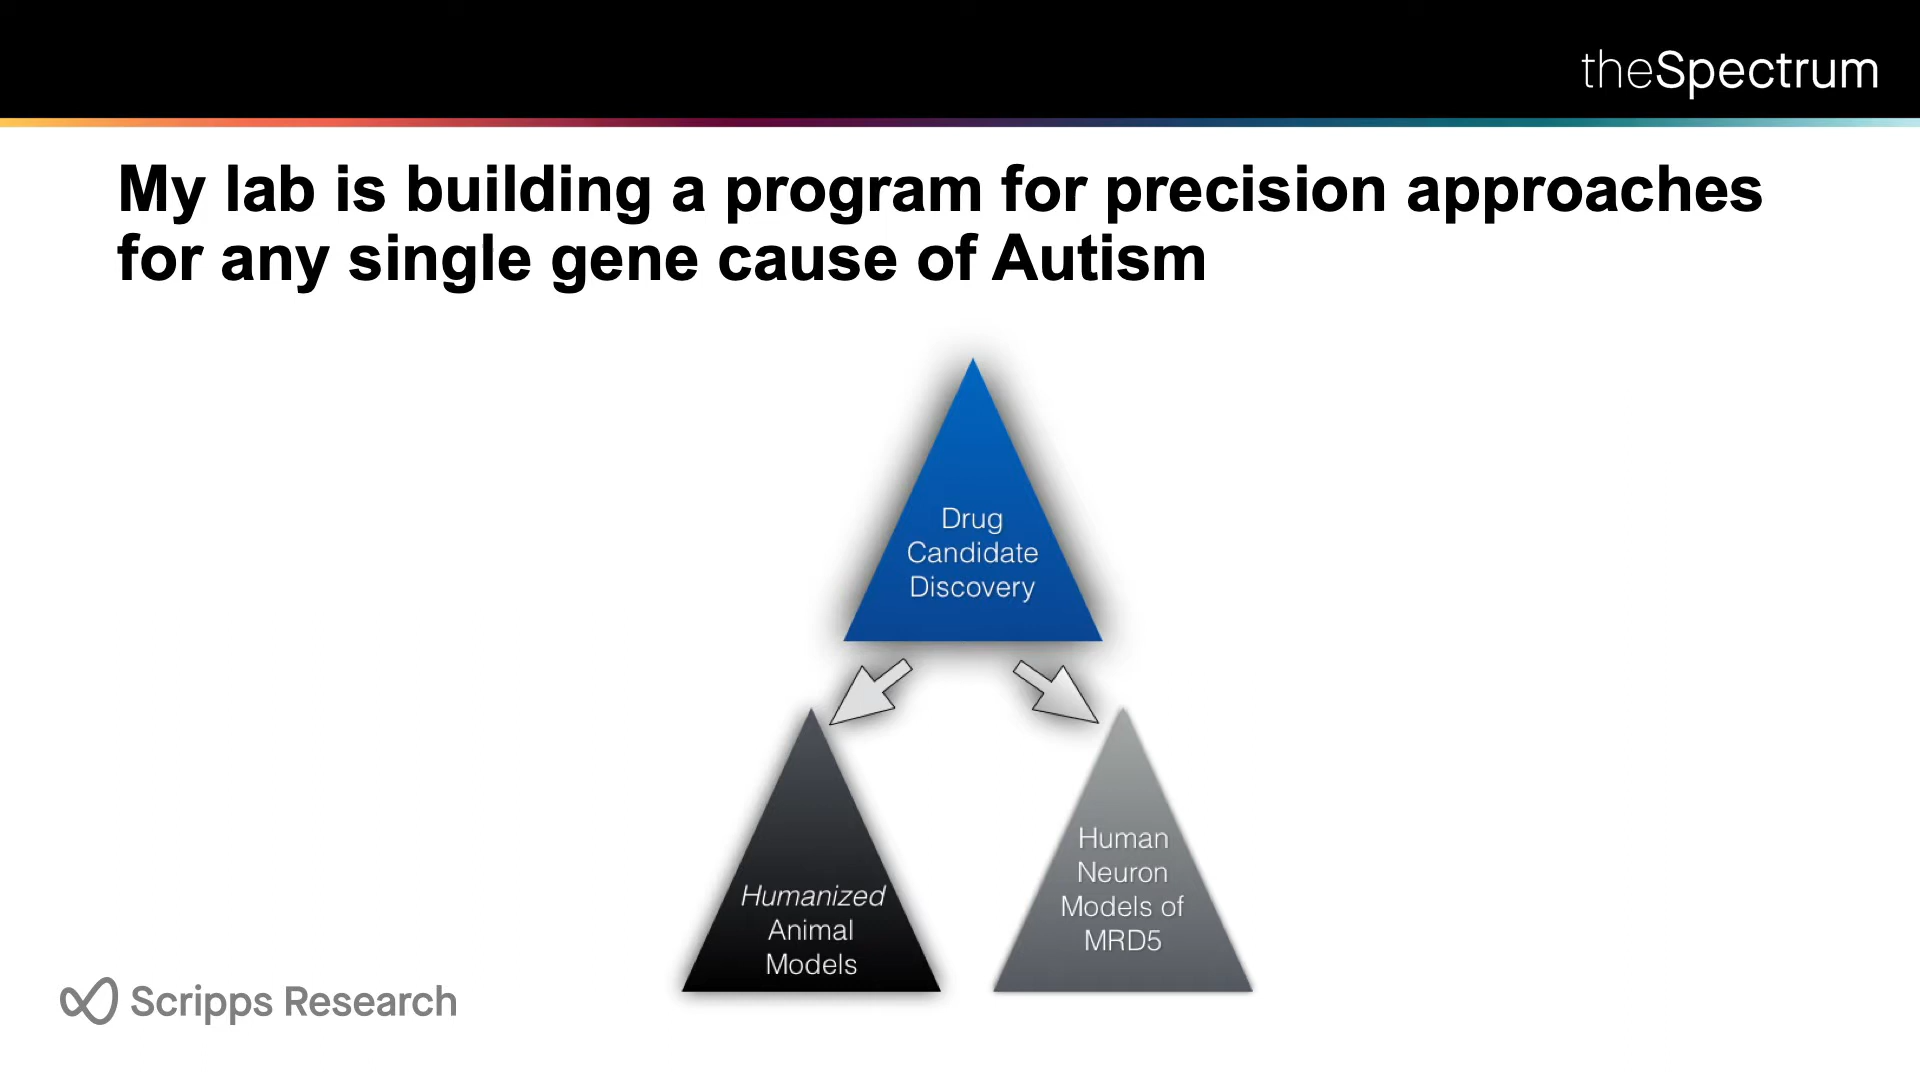 theSpectrum
My lab is building a program for precision approaches
for any single gene cause of Autism
Drug
Candidate
Discovery
Humanized
Animal
Models
Human
Neuron
Models of
MRD5
Scripps Research